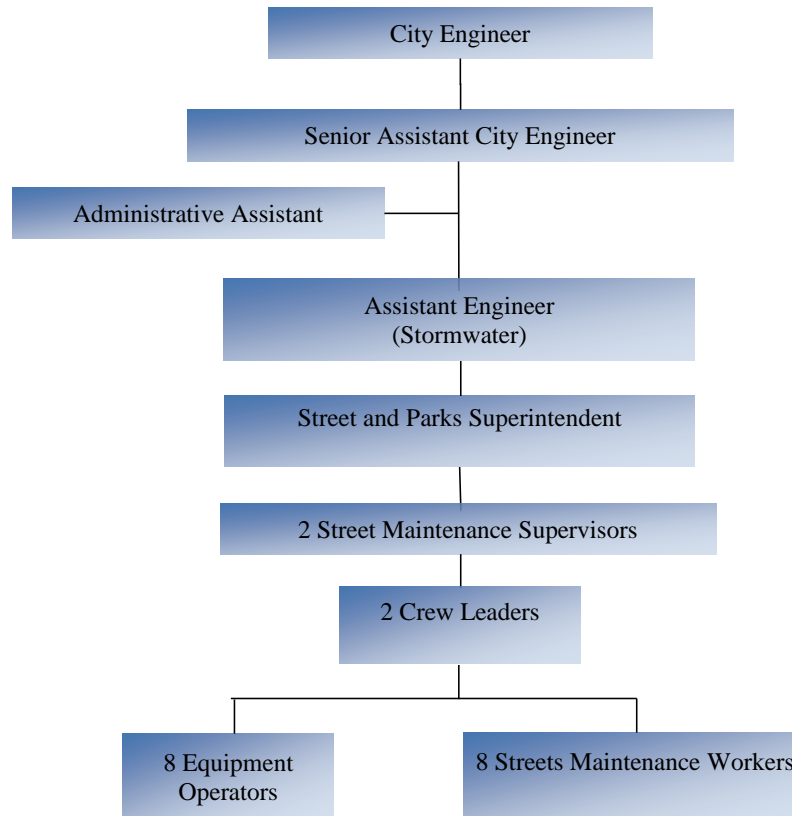 City Engineer
Senior Assistant City Engineer
Administrative Assistant
Assistant Engineer
(Stormwater)
Street and Parks Superintendent
2 Street Maintenance Supervisors
2 Crew Leaders
8 Equipment
Operators
8 Streets Maintenance Workers